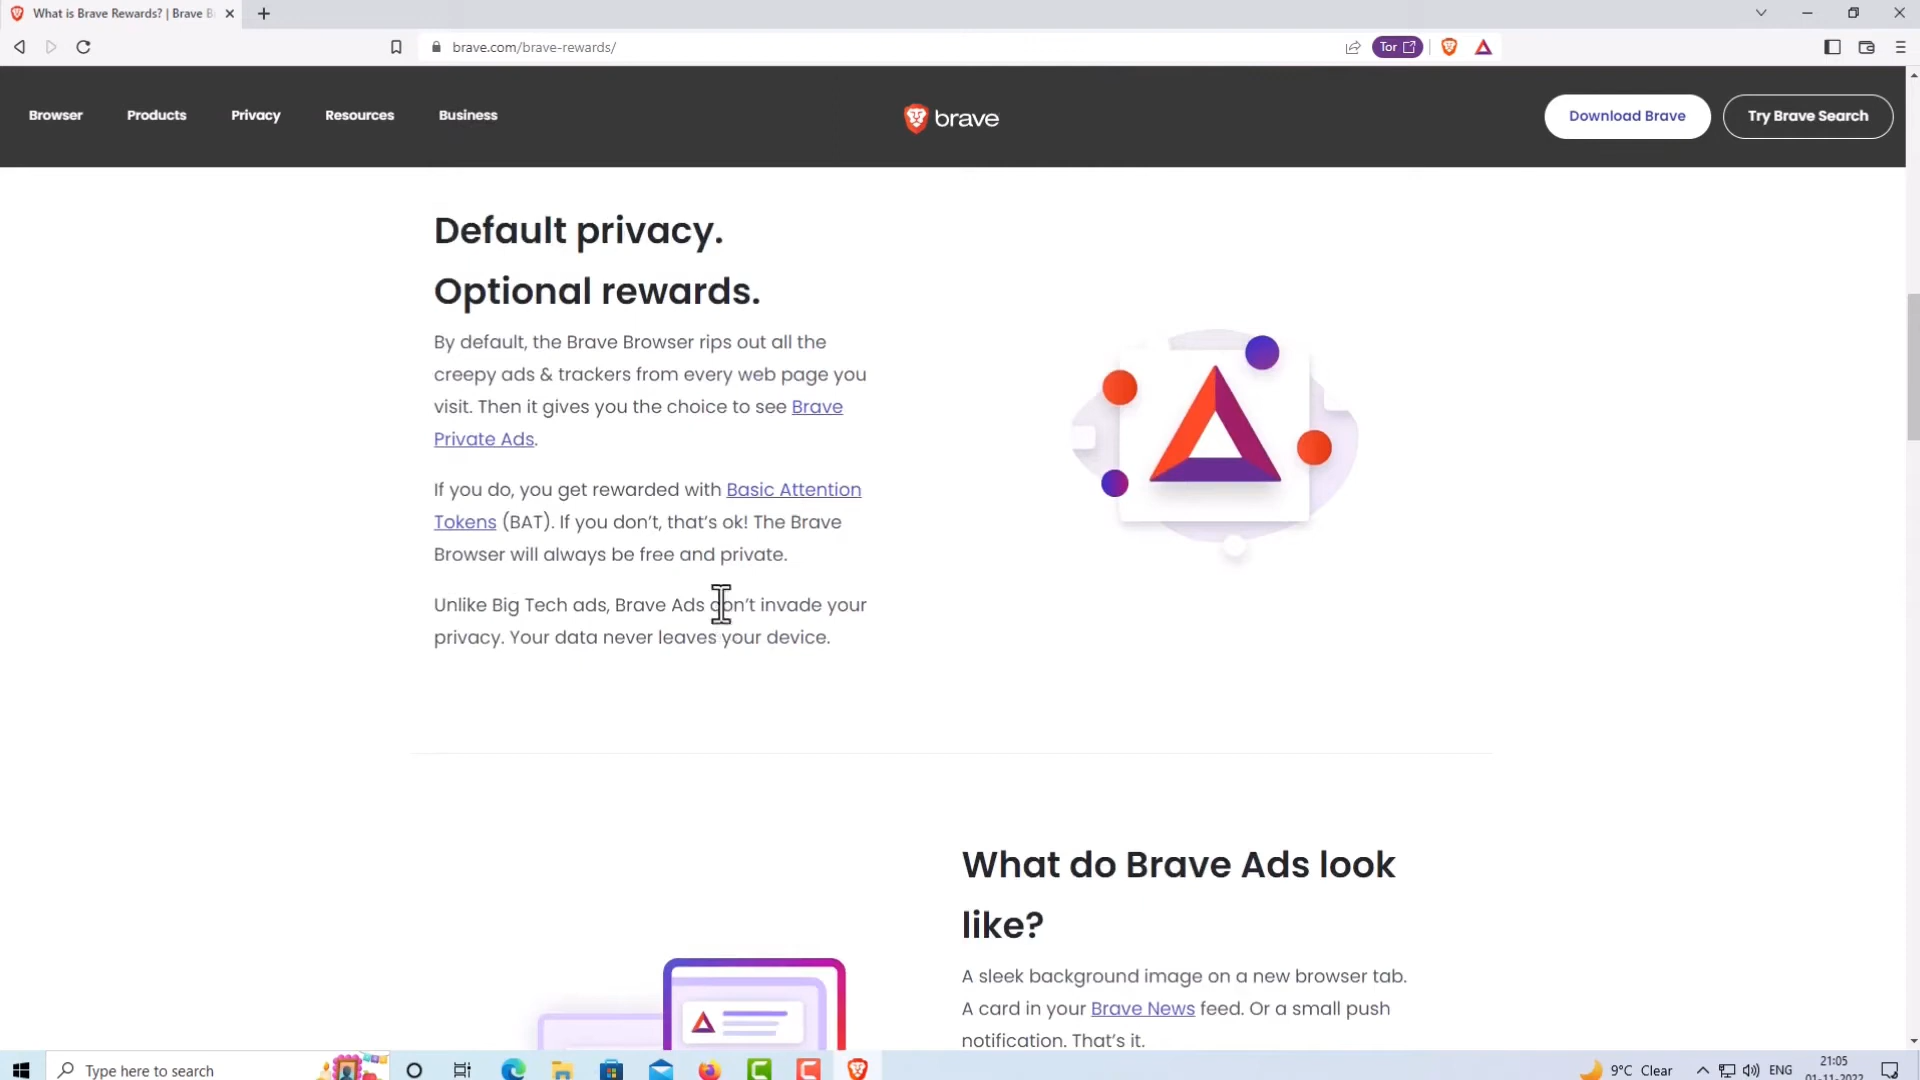 What is Brave Rewards? | Brave B
brave.com/brave-rewards/
Tor
Browser
Products
Privacy
Resources
Business
brave
Download Brave
Try Brave Search
Default privacy.
Optional rewards.
By default, the Brave Browser rips out all the
creepy ads & trackers from every web page you
visit. Then it gives you the choice to see Brave
Private Ads.
If you do, you get rewarded with Basic Attention
Tokens (BAT). If you don't, that's ok! The Brave
Browser will always be free and private.
Unlike Big Tech ads, Brave Ads don't invade your
privacy. Your data never leaves your device.
What do Brave Ads look
like?
A sleek background image on a new browser tab.
A card in your Brave News feed. Or a small push
notification. That's it.
Type here to search
9°C Clear
ENG
21:05
01-11-2022